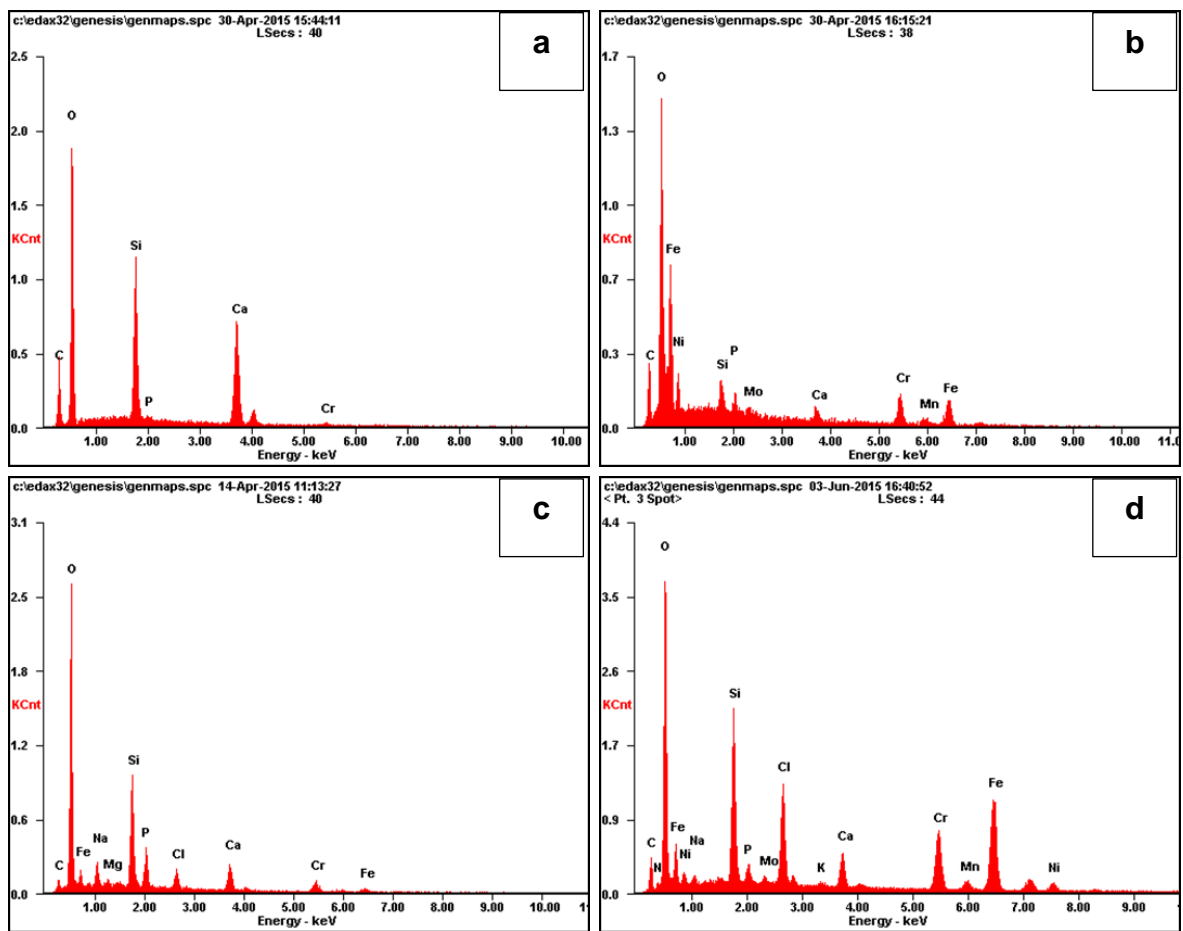 c:\edax32\genesis\genmaps.spc 30-Apr-2015 15:44:11
LSecs : 40
a
2.5
O
2.0
1.5
KCnt
Si
1.0
Ca
0.5
C
P
Cr
0.0
1.00 2.00 3.00 4.00 5.00 6.00 7.00 8.00 9.00 10.00
Energy - keV
c:\edax32\genesis\genmaps.spc 30-Apr-2015 16:15:21
LSecs : 38
b
1.7
O
1.3
1.0
KCnt
Fe
0.7
Ni
C
P
0.3
Si
Mo
Ca
Cr
Mn
Fe
0.0
1.00 2.00 3.00 4.00 5.00 6.00 7.00 8.00 9.00 10.00 11.0
Energy - keV
c:\edax32\genesis\genmaps.spc 14-Apr-2015 11:13:27
LSecs : 40
c
3.1
O
2.5
1.8
KCnt
Si
1.2
P
0.6
Na
Fe
C
Mg
Cl
Ca
Cr
Fe
0.0
1.00 2.00 3.00 4.00 5.00 6.00 7.00 8.00 9.00 10.00 1
Energy - keV
c:\edax32\genesis\genmaps.spc 03-Jun-2015 16:40:52
< Pt. 3 Spot>
LSecs : 44
d
4.4
O
3.5
2.6
KCnt
Si
1.7
Cl
Fe
0.9
C
Fe
N
Ni
Na
P
Mo
K
Ca
Cr
Mn
Ni
0.0
1.00 2.00 3.00 4.00 5.00 6.00 7.00 8.00 9.00
Energy - keV